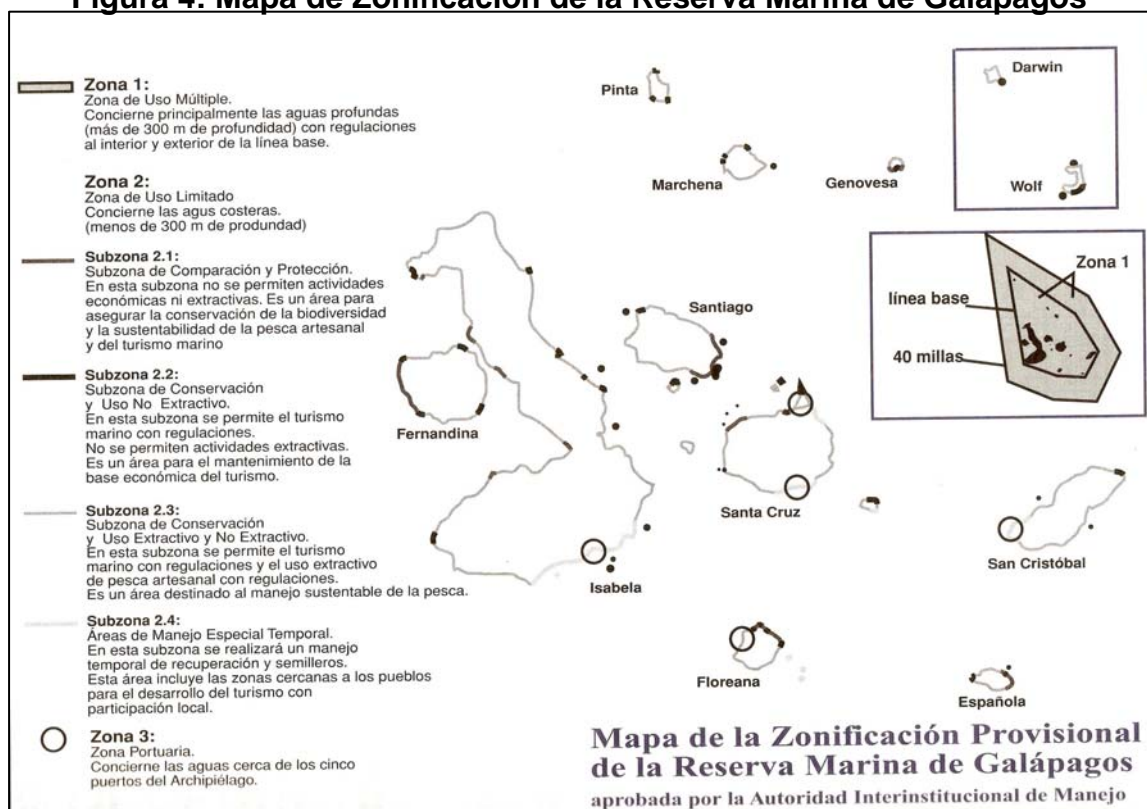 Figura 4: Mapa de Zonificación de la Reserva Marina de Galápagos
Zona 1:
Zona de Uso Múltiple.
Concierne principalmente las aguas profundas
(más de 300 m de profundidad) con regulaciones
al interior y exterior de la línea base.
Zona 2:
Zona de Uso Limitado
Concierne las agus costeras.
(menos de 300 m de produndad)
Subzona 2.1:
Subzona de Comparación y Protección.
En esta subzona no se permiten actividades
económicas ni extractivas. Es un área para
asegurar la conservación de la biodiversidad
y la sustentabilidad de la pesca artesanal
y del turismo marino
Subzona 2.2:
Subzona de Conservación
y Uso No Extractivo.
En esta subzona se permite el turismo
marino con regulaciones.
No se permiten actividades extractivas.
Es un área para el mantenimiento de la
base económica del turismo.
Subzona 2.3:
Subzona de Conservación
y Uso Extractivo y No Extractivo.
En esta subzona se permite el turismo
marino con regulaciones y el uso extractivo
de pesca artesanal con regulaciones.
Es un área destinado al manejo sustentable de la pesca.
Subzona 2.4:
Áreas de Manejo Especial Temporal.
En esta subzona se realizará un manejo
temporal de recuperación y semilleros.
Esta área incluye las zonas cercanas a los pueblos
para el desarrollo del turismo con
participación local.
Zona 3:
Zona Portuaria.
Concierne las aguas cerca de los cinco
puertos del Archipiélago.
Pinta
Marchena
Genovesa
Darwin
Wolf
Zona 1
línea base
40 millas
Santiago
Fernandina
Santa Cruz
Isabela
San Cristóbal
Floreana
Española
Mapa de la Zonificación Provisional
de la Reserva Marina de Galápagos
aprobada por la Autoridad Interinstitucional de Manejo